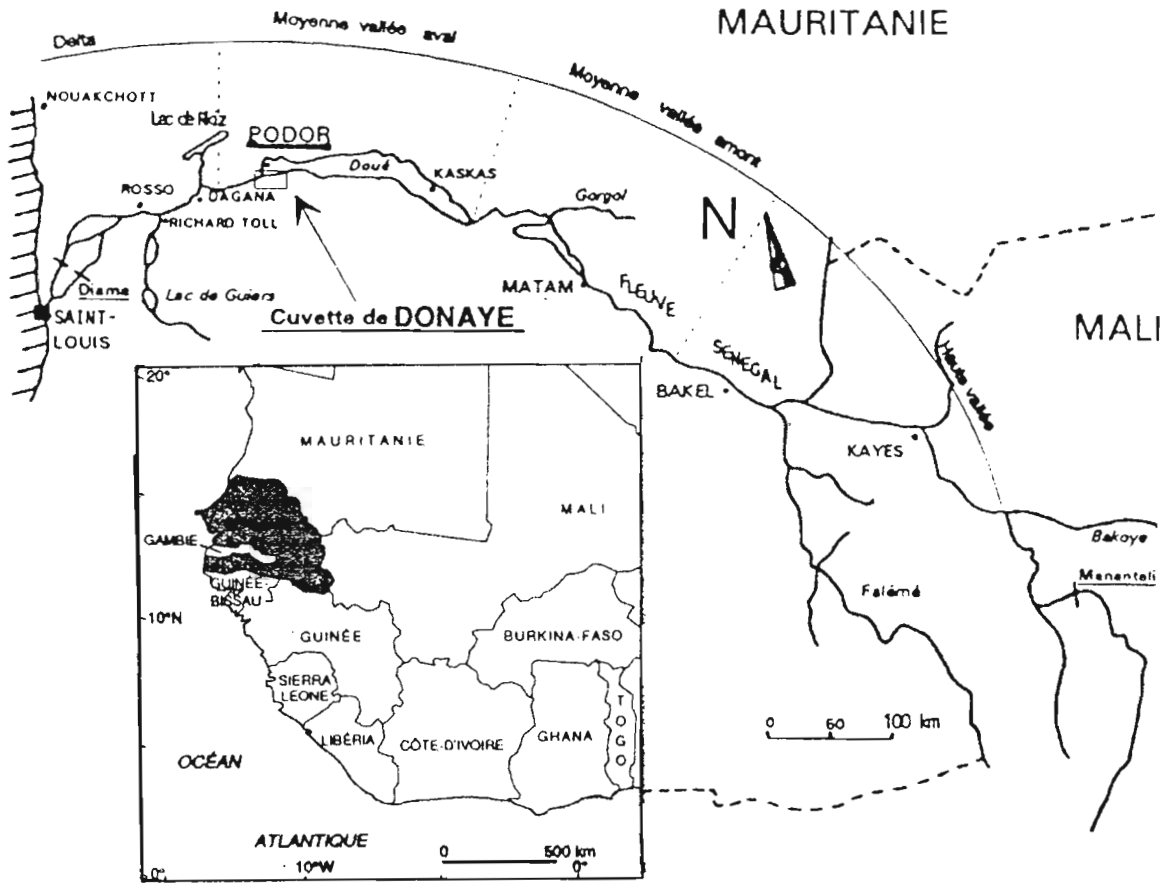 MAURITANIE
Delta
Moyenne vallée aval
Moyenne vallée amont
NOUAKCHOTT
Lac de Rkiz
PODOR
Doué
KASKAS
ROSSO
DAGANA
RICHARD TOLL
Gorgol
N
Diama
Lac de Guiers
MATAM
FLEUVE
SENEGAL
SAINT-
LOUIS
Cuvette de DONAYE
MALI
BAKEL
Haute vallée
KAYES
Bakoye
Manantali
Falémé
0 50 100 km
20°
MAURITANIE
MALI
GAMBIE
GUINÉE-
BISSAU
10°N
GUINÉE
BURKINA-FASO
SIERRA
LEONE
LIBÉRIA
CÔTE-D'IVOIRE
GHANA
TOGO
OCÉAN
ATLANTIQUE
0 500 km
0°
10°W
0°